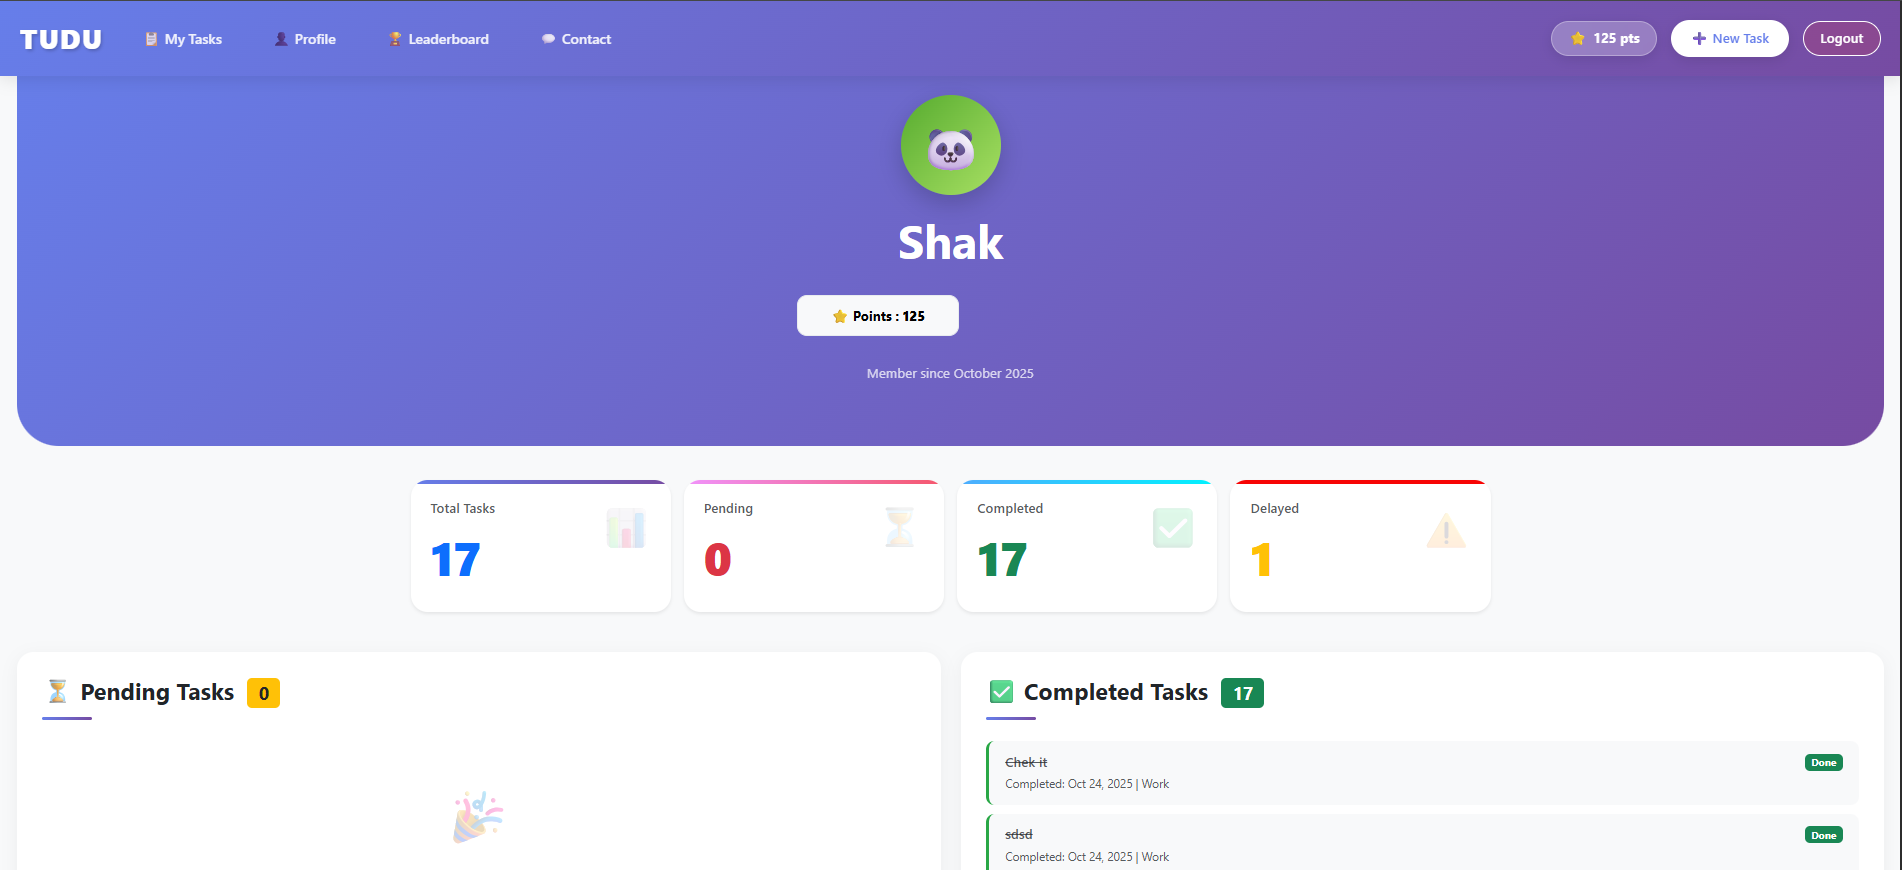 TUDU
My Tasks
Profile
Leaderboard
Contact
125 pts
New Task
Logout
Shak
Points : 125
Member since October 2025
Total Tasks
17
Pending
0
Completed
17
Delayed
1
Pending Tasks 0
Completed Tasks 17
Chek it
Done
Completed: Oct 24, 2025 | Work
sdsd
Done
Completed: Oct 24, 2025 | Work